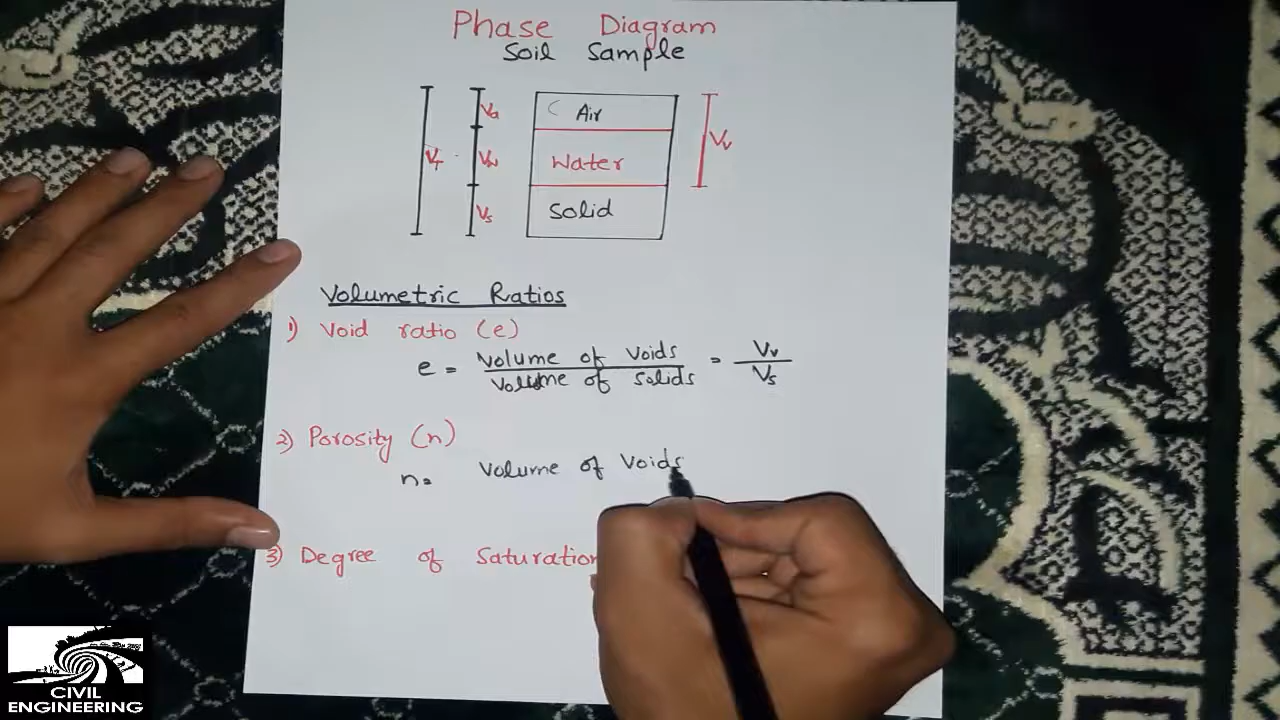 Phase Diagram
Soil Sample
Va
Air
VT
Vw
Water
Vv
Vs
Solid
Volumetric Ratios
1) Void ratio (e)
e = Volume of Voids / Volume of Solids = Vv / Vs
2) Porosity (n)
n= Volume of Voids
3) Degree of Saturation
CIVIL
ENGINEERING